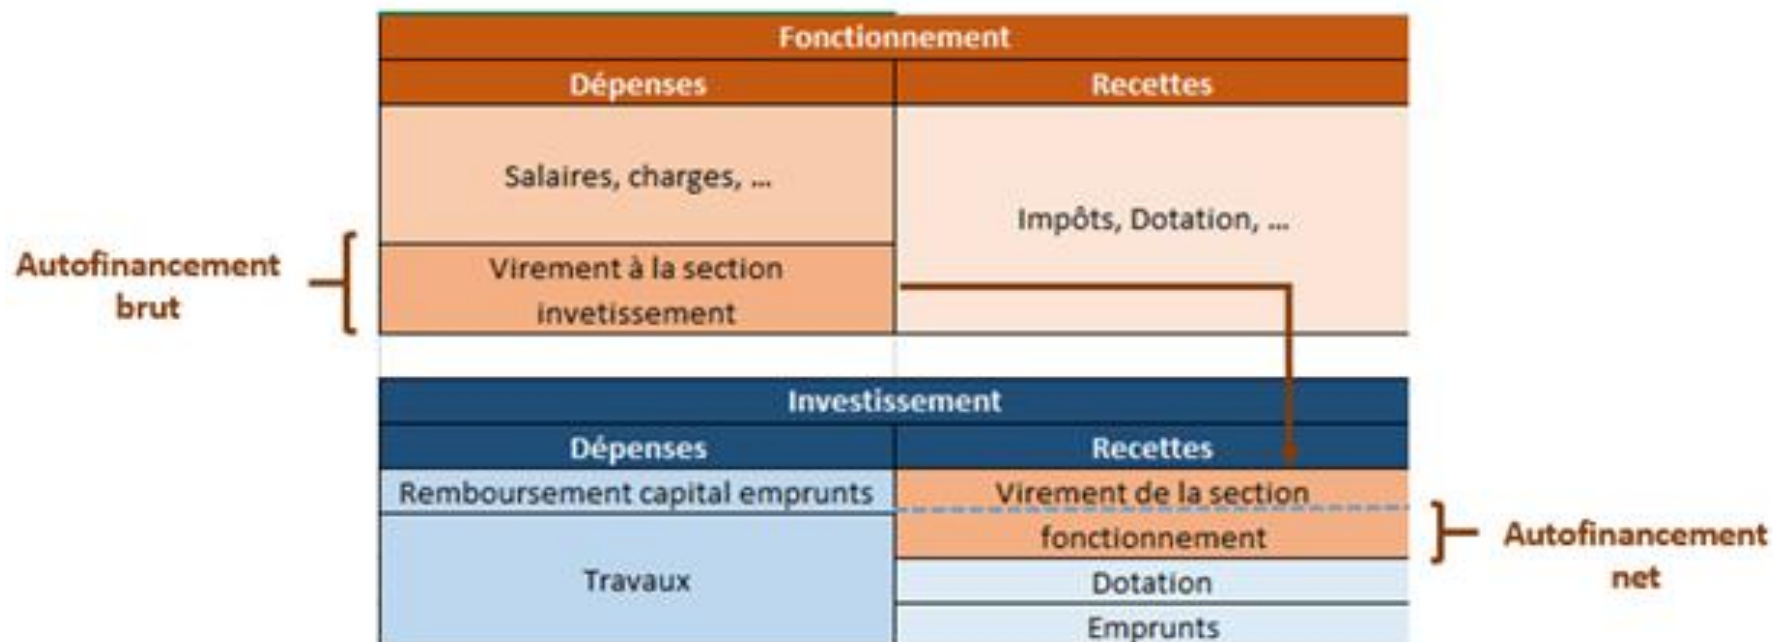 Fonctionnement
Dépenses
Recettes
Salaires, charges, ...
Impôts, Dotation, ...
Autofinancement
brut
Virement à la section
invetissement
Investissement
Dépenses
Recettes
Remboursement capital emprunts
Virement de la section
fonctionnement
Autofinancement
net
Travaux
Dotation
Emprunts